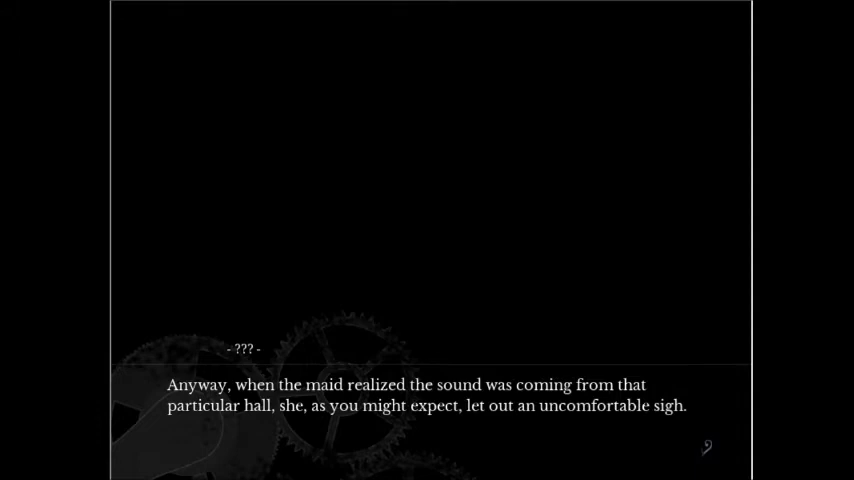 - ??? -
Anyway, when the maid realized the sound was coming from that
particular hall, she, as you might expect, let out an uncomfortable sigh.